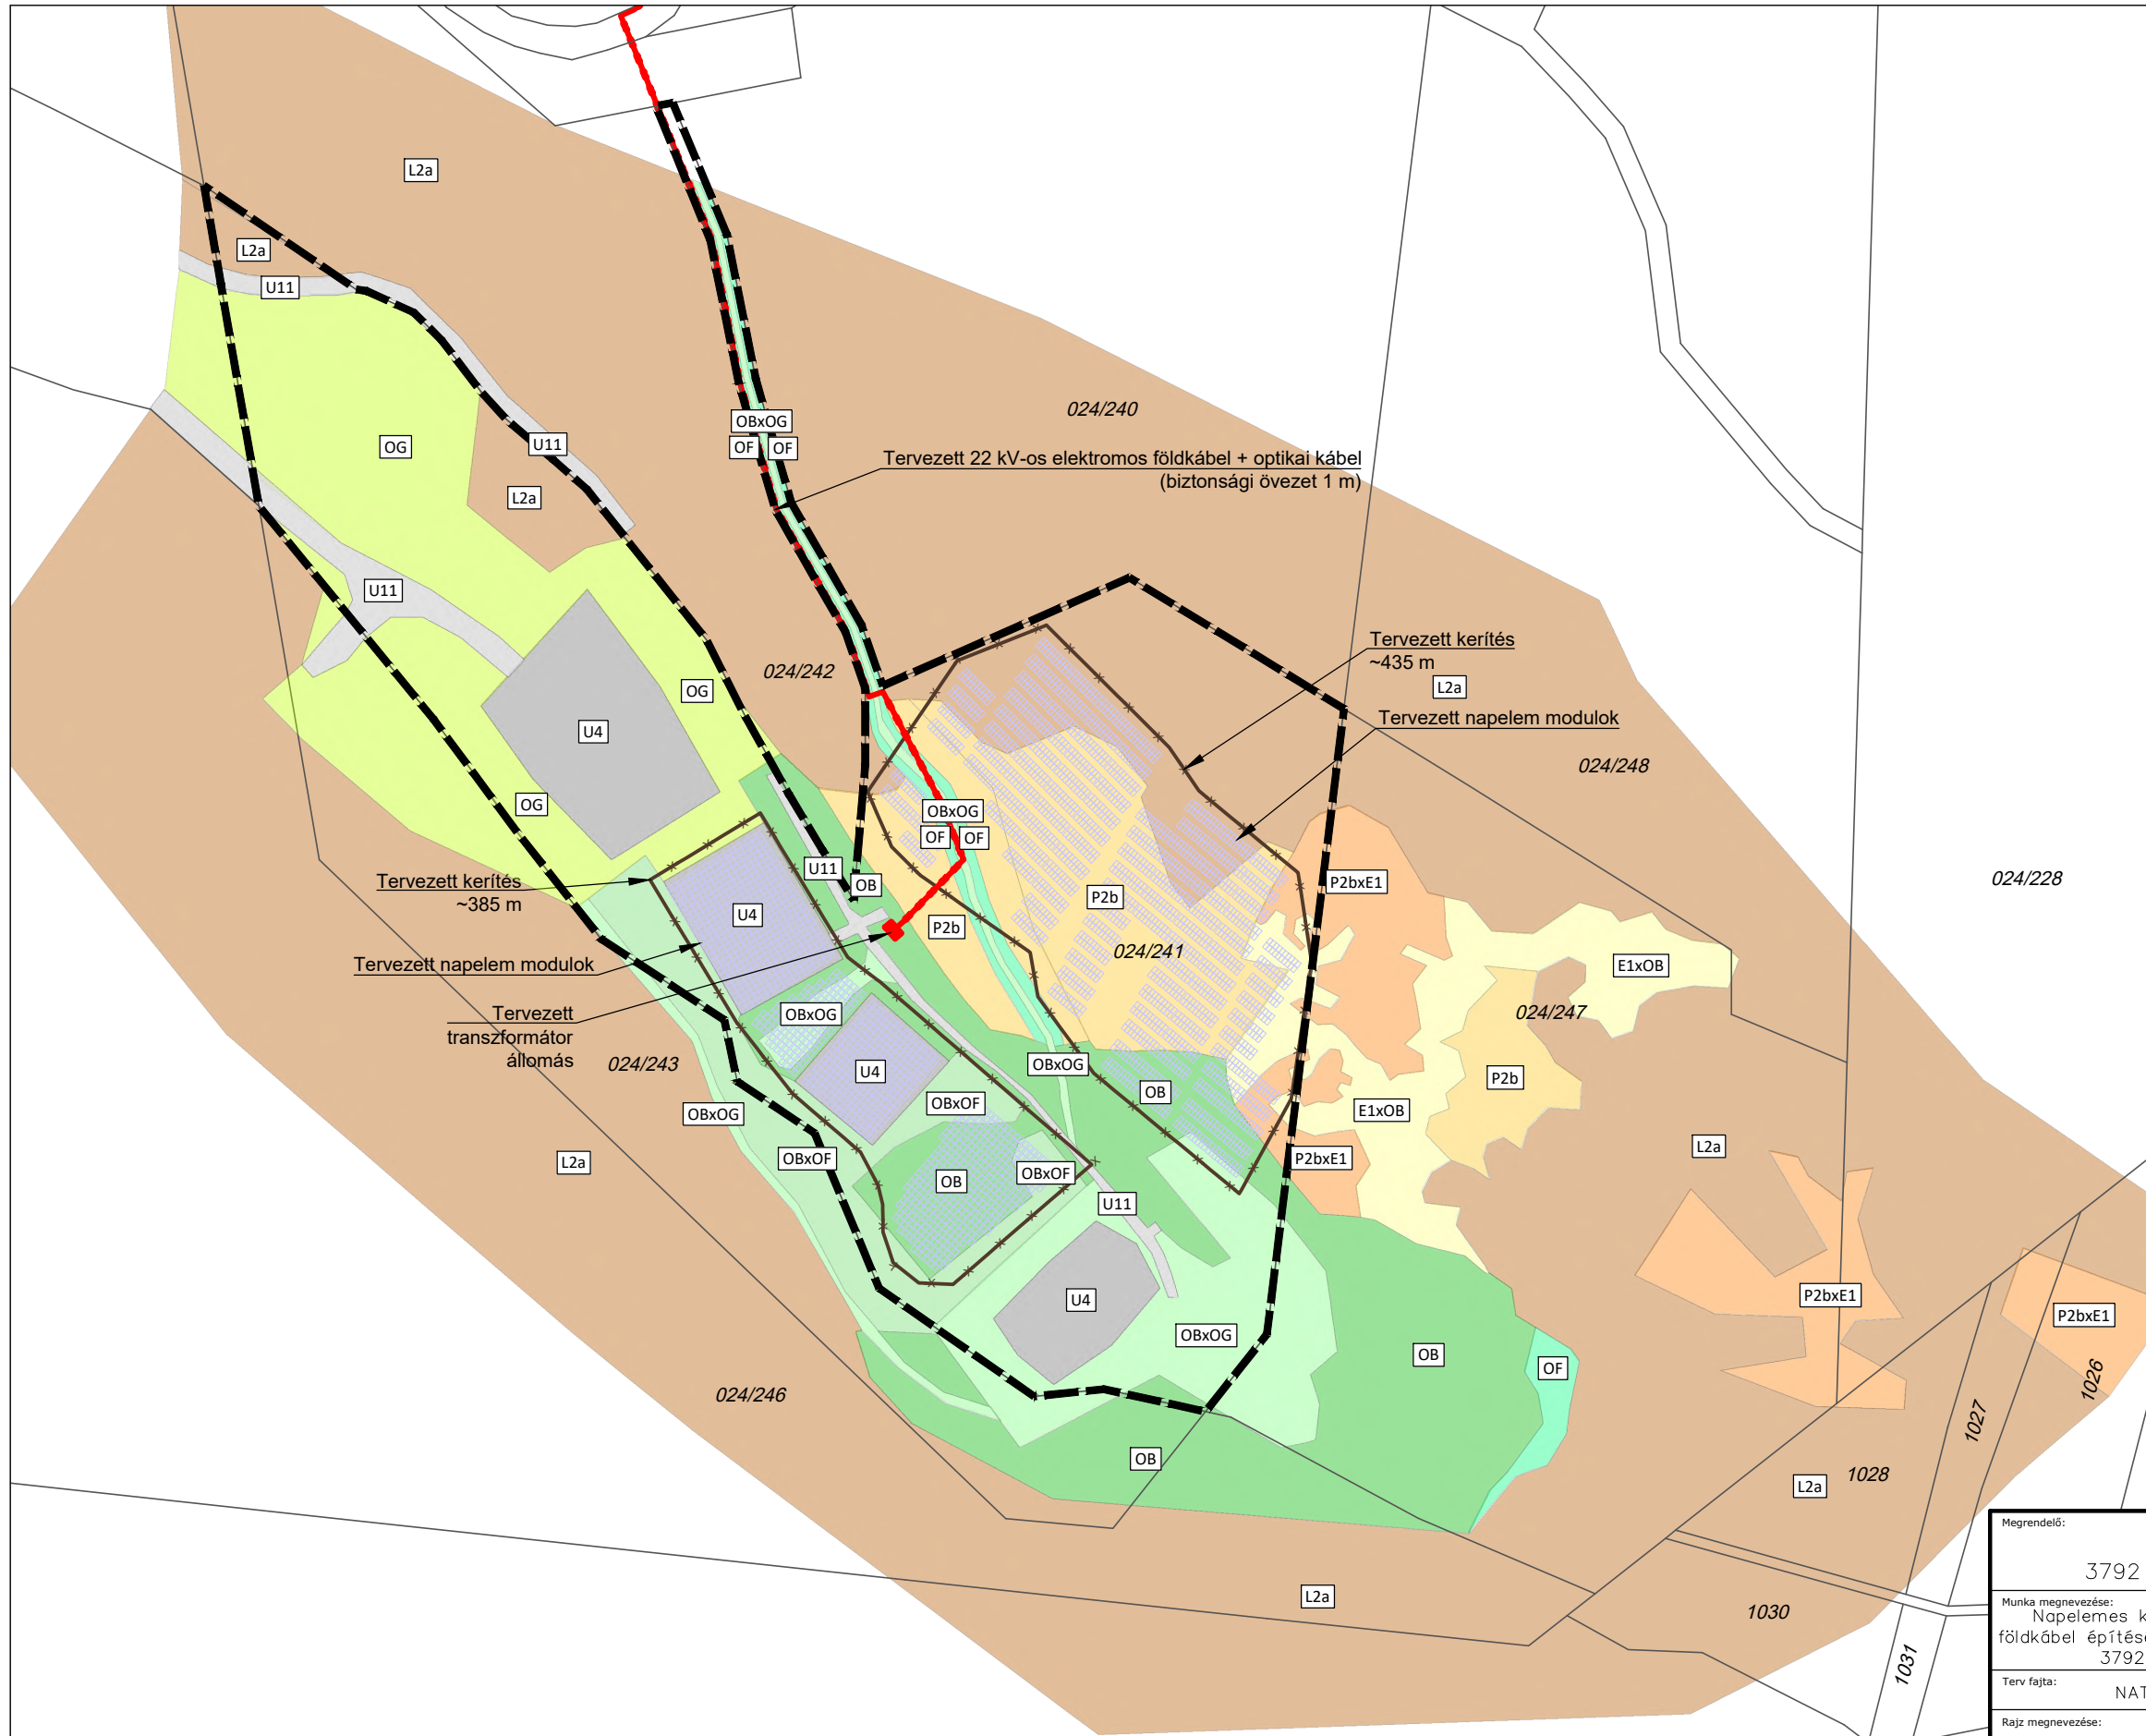 L2a
L2a
U11
024/240
OBxOG
OF OF
OG
U11
L2a
Tervezett 22 kV-os elektromos földkábel + optikai kábel
(biztonsági övezet 1 m)
U11
Tervezett kerítés
~435 m
L2a
024/242
OG
Tervezett napelem modulok
U4
024/248
OG
OBxOG
OF OF
U11
OB
Tervezett kerítés
~385 m
P2bxE1
024/228
P2b
U4
P2b
024/241
E1xOB
Tervezett napelem modulok
Tervezett
transzformátor
állomás
OBxOG
024/247
024/243
U4
OBxOG
OB
P2b
OBxOF
OBxOG
E1xOB
L2a
OBxOF
L2a
P2bxE1
OB
OBxOF
U11
U4
P2bxE1
P2bxE1
OBxOG
OB
OF
024/246
1026
1027
OB
1028
L2a
L2a
1030
1031
Megrendelő:
3792
Munka megnevezése:
Napelemes k
földkábel építése
3792
Terv fajta:
NAT
Rajz megnevezése: